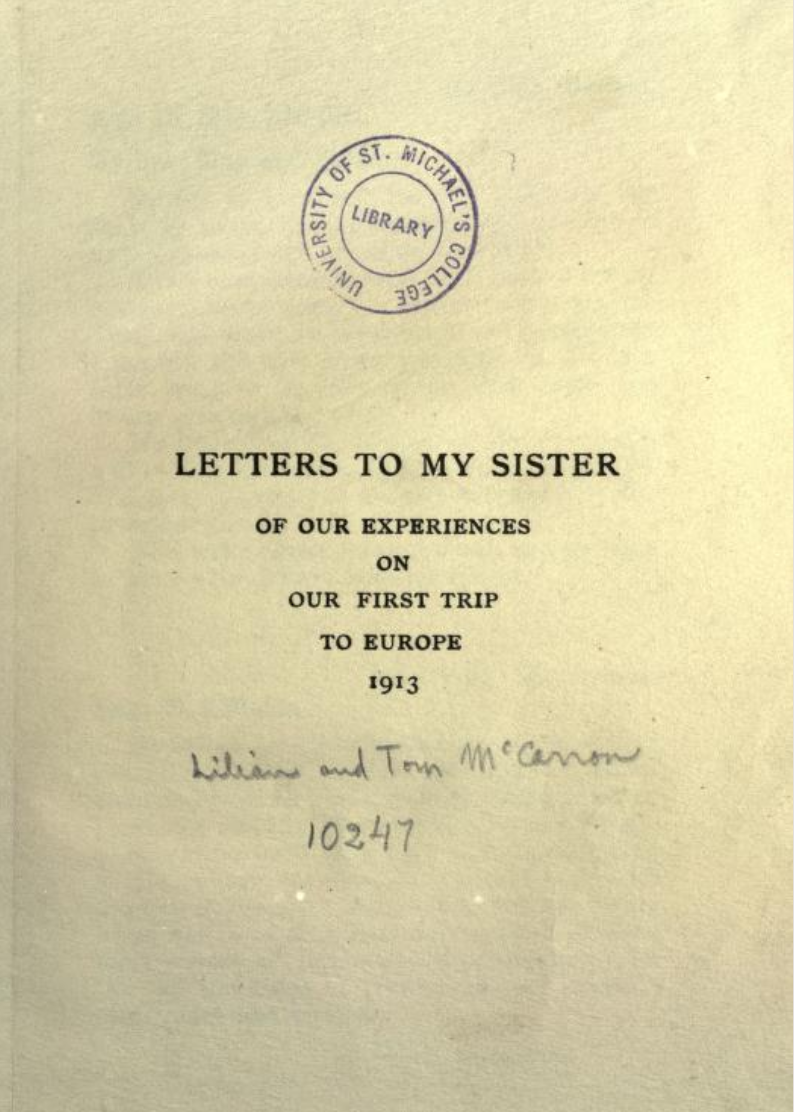 UNIVERSITY OF ST. MICHAEL'S COLLEGE
LIBRARY
LETTERS TO MY SISTER
OF OUR EXPERIENCES
ON
OUR FIRST TRIP
TO EUROPE
1913
Lilian and Tom McCarron
10247